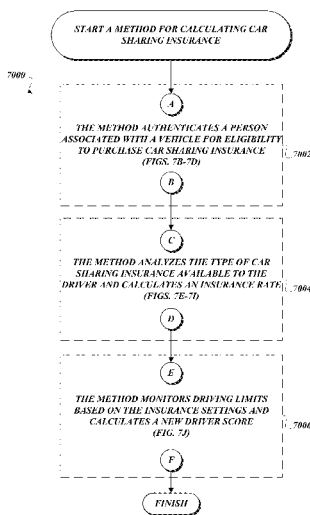 START A METHOD FOR CALCULATING CAR
SHARING INSURANCE
7000
A
THE METHOD AUTHENTICATES A PERSON
ASSOCIATED WITH A VEHICLE FOR ELIGIBILITY
TO PURCHASE CAR SHARING INSURANCE
(FIGS. 7B-7D)
7002
B
C
THE METHOD ANALYZES THE TYPE OF CAR
SHARING INSURANCE AVAILABLE TO THE
DRIVER AND CALCULATES AN INSURANCE RATE
(FIGS. 7E-7I)
7004
D
E
THE METHOD MONITORS DRIVING LIMITS
BASED ON THE INSURANCE SETTINGS AND
CALCULATES A NEW DRIVER SCORE
(FIG. 7J)
7006
F
FINISH